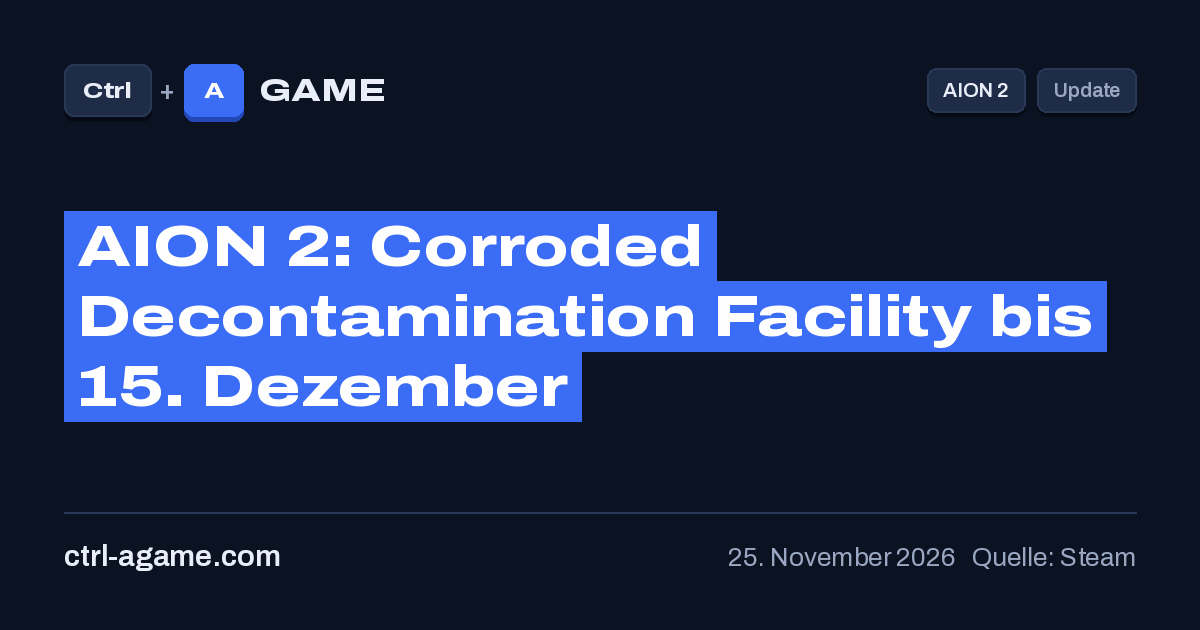 Ctrl + A GAME
AION 2 Update
AION 2: Corroded
Decontamination Facility bis
15. Dezember
ctrl-agame.com
25. November 2026 Quelle: Steam